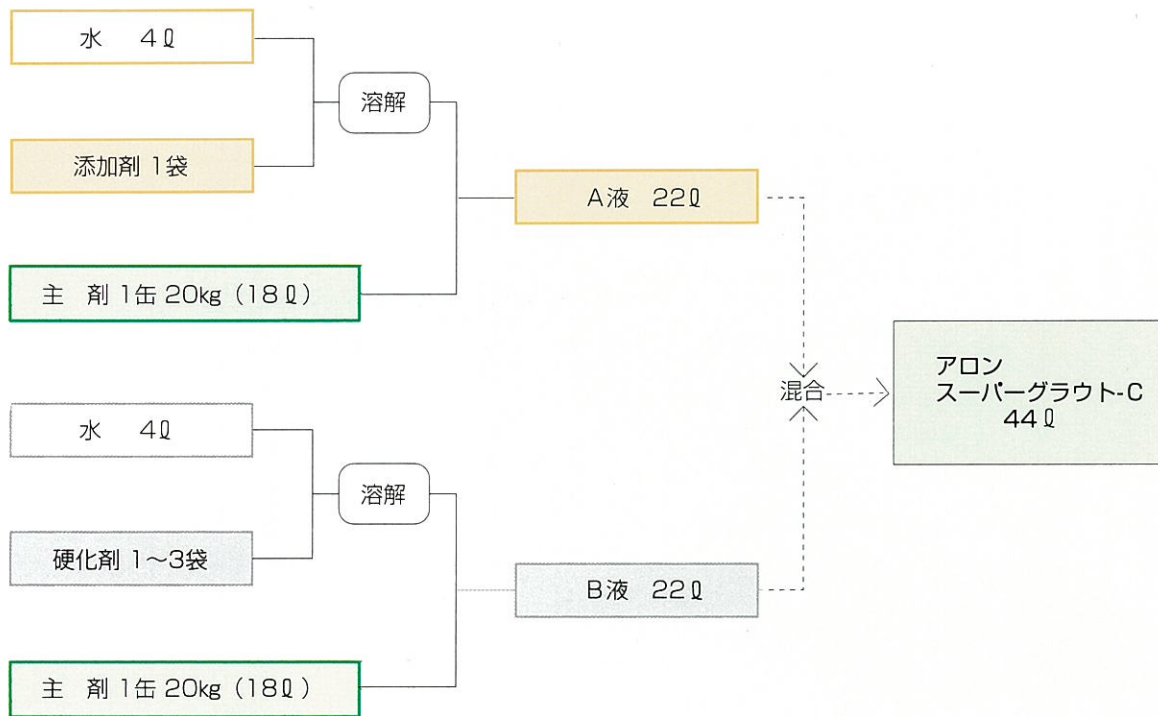 水 4ℓ
添加剤 1袋
溶解
主 剤 1缶 20kg(18ℓ)
A液 22ℓ
水 4ℓ
硬化剤 1〜3袋
溶解
主 剤 1缶 20kg(18ℓ)
B液 22ℓ
混合
アロン
スーパーグラウト-C
44ℓ